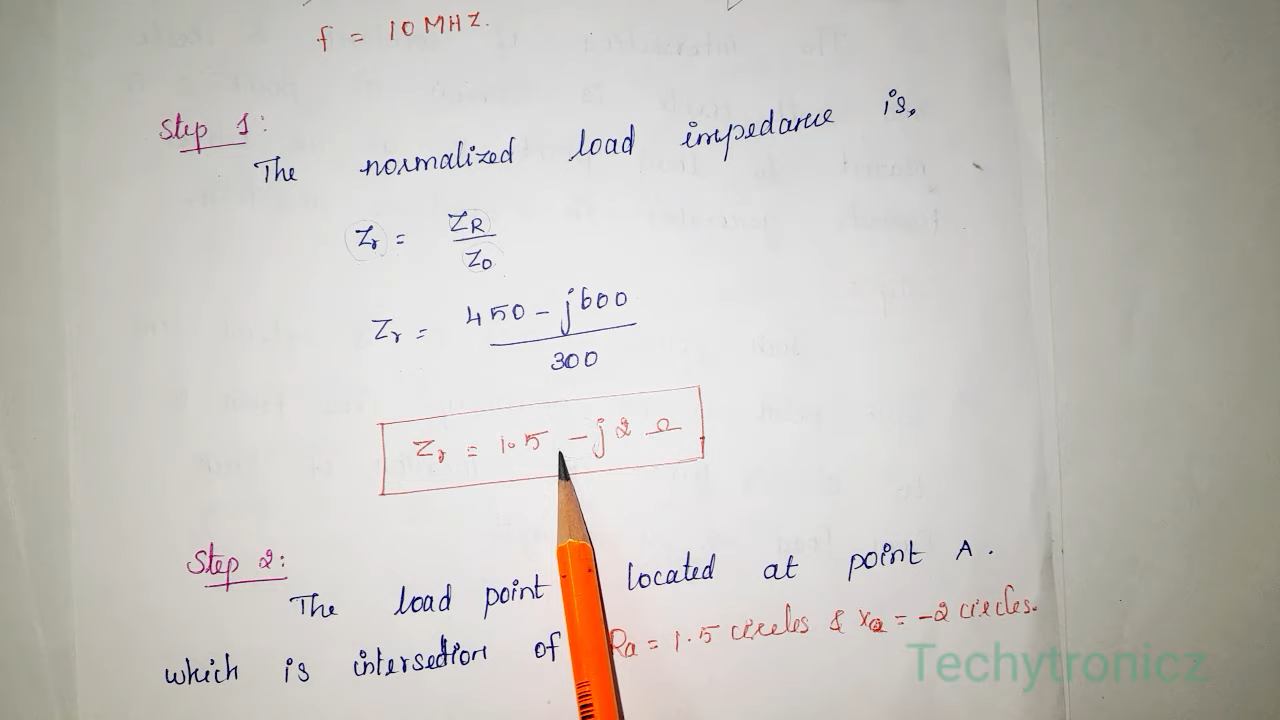 f = 10 MHZ.
Step 1:
The normalized load impedance is,
Zr = ZR / Z0
Zr = 450 - j600 / 300
Zr = 1.5 - j2 Ω
Step 2:
The load point located at point A.
which is intersection of Ra = 1.5 circles & Xa = -2 circles.
Techytronicz